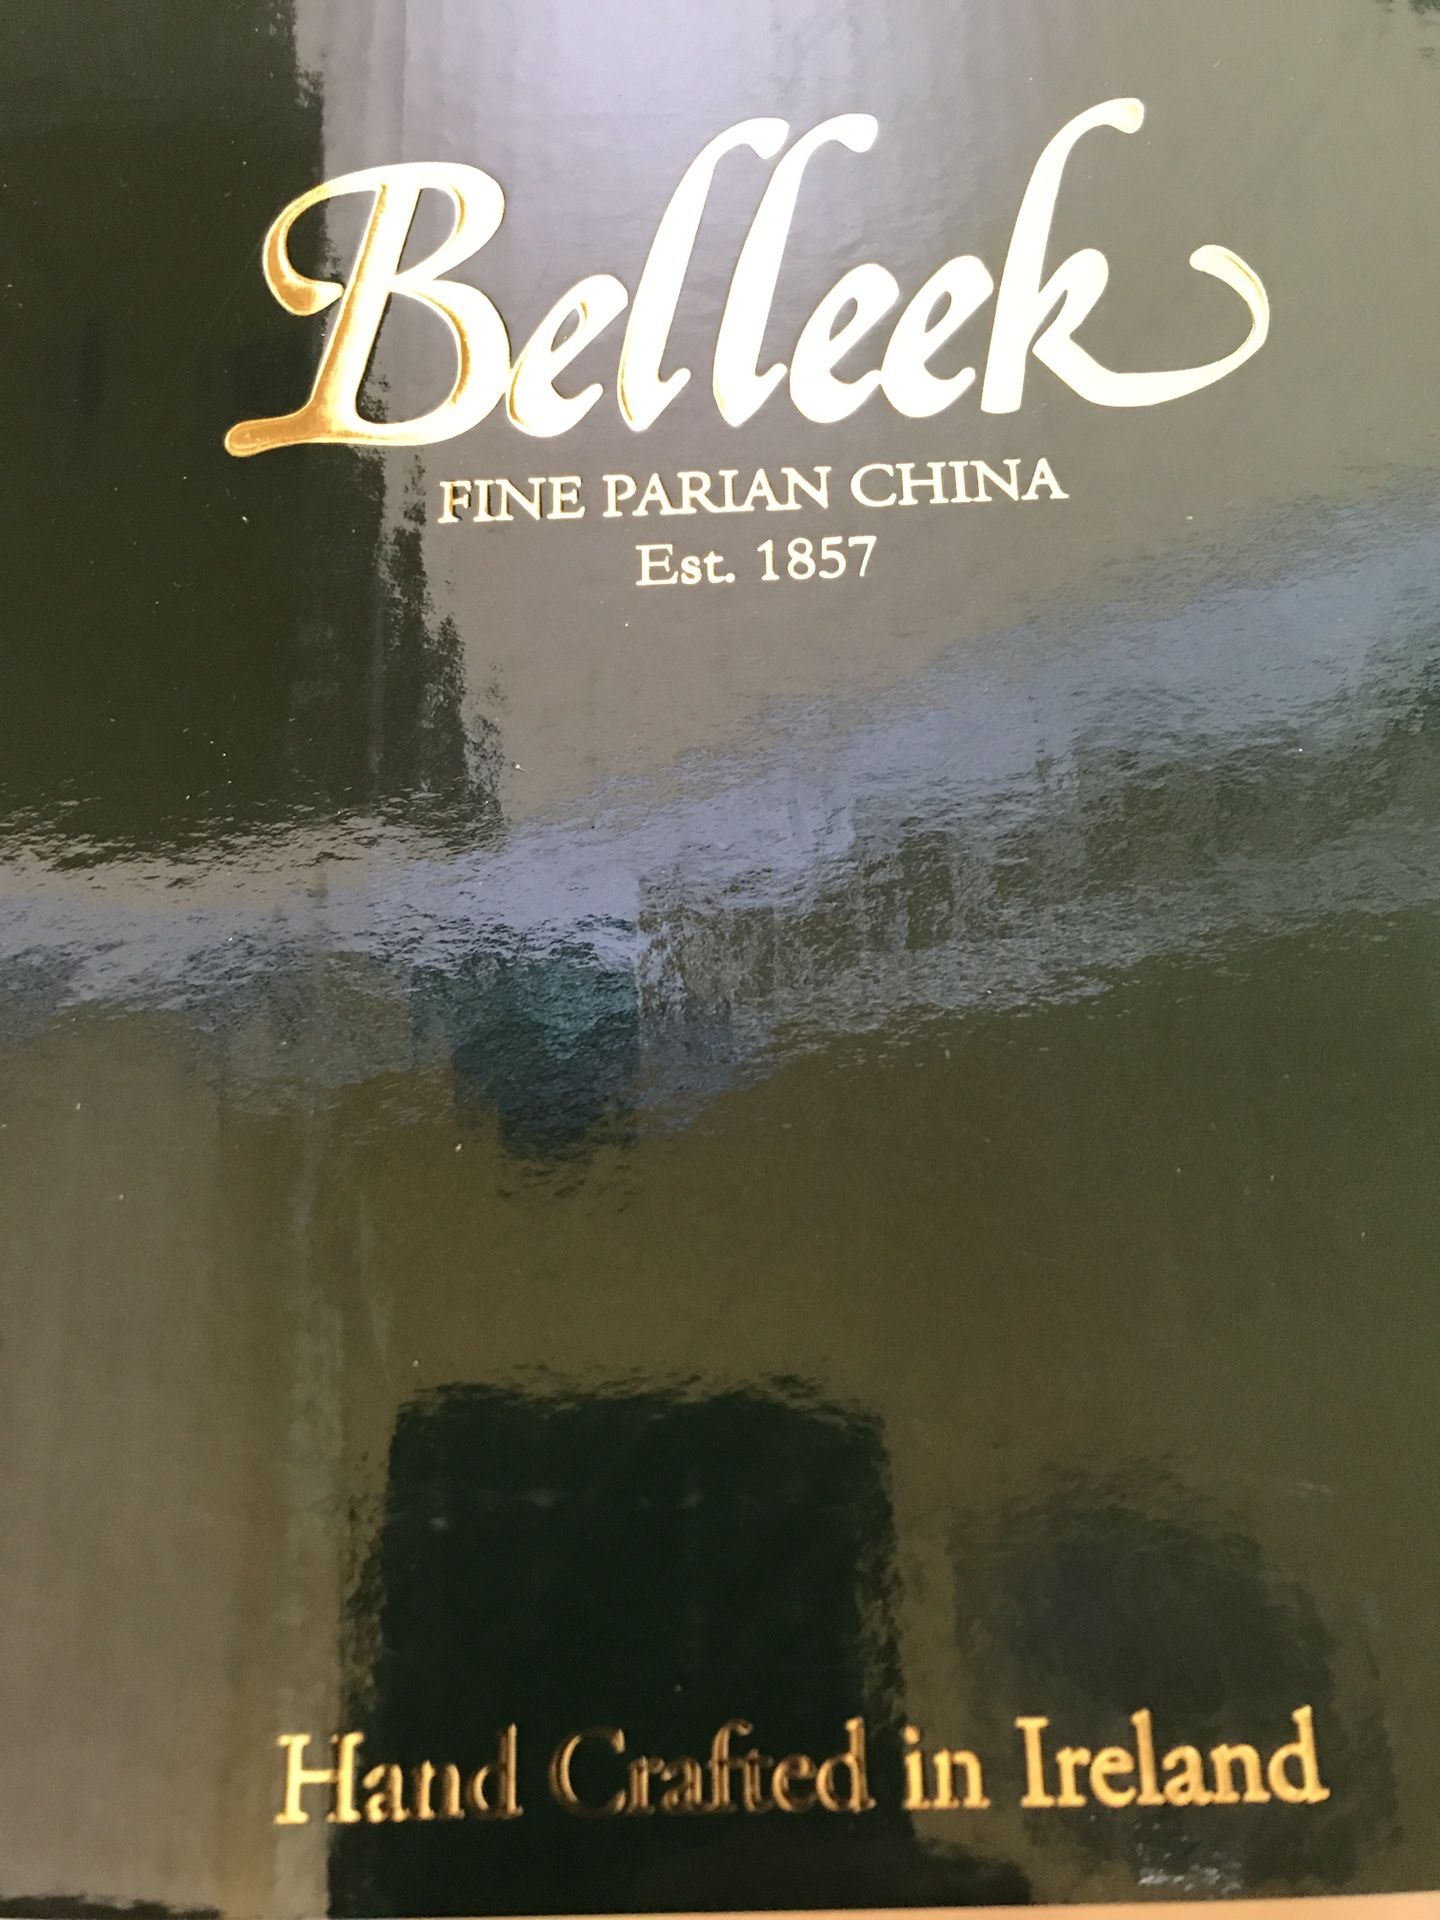 Belleek
FINE PARIAN CHINA
Est. 1857
Hand Crafted in Ireland